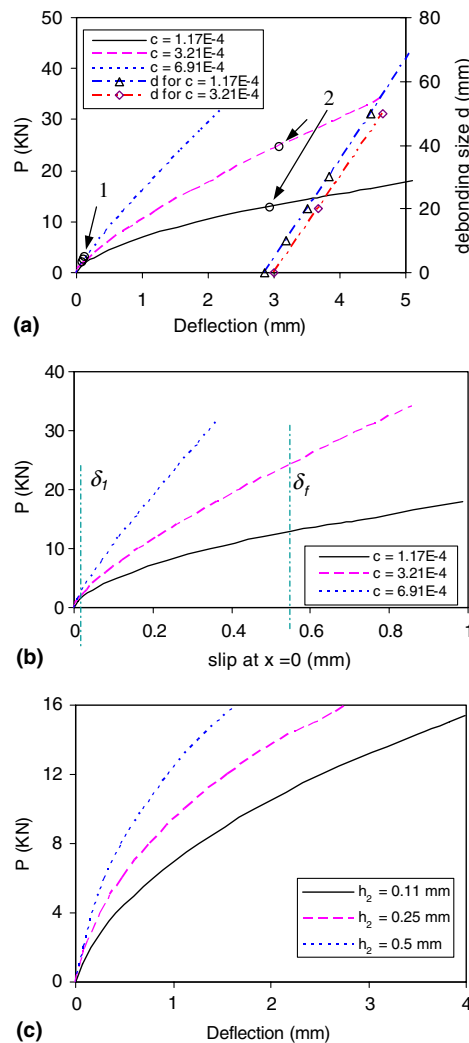 50
40
30
20
10
0
P (KN)
c = 1.17E-4
c = 3.21E-4
c = 6.91E-4
d for c = 1.17E-4
d for c = 3.21E-4
1
2
80
60
40
20
0
debonding size d (mm)
0 1 2 3 4 5
Deflection (mm)
(a)
40
30
20
10
0
P (KN)
δ1
δf
c = 1.17E-4
c = 3.21E-4
c = 6.91E-4
0 0.2 0.4 0.6 0.8 1
slip at x =0 (mm)
(b)
16
12
8
4
0
P (KN)
h2 = 0.11 mm
h2 = 0.25 mm
h2 = 0.5 mm
0 1 2 3 4
Deflection (mm)
(c)